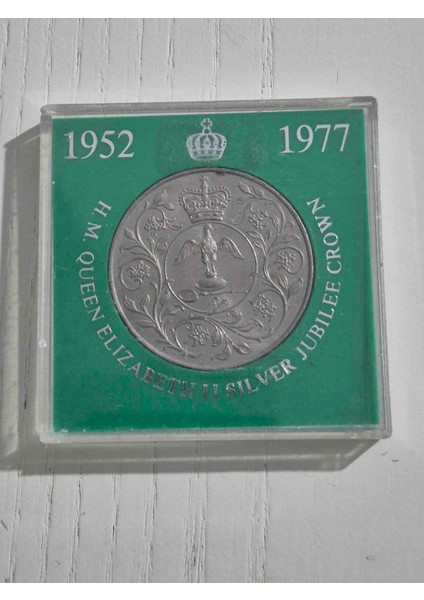 1952 1977
H. M. QUEEN ELIZABETH II SILVER JUBILEE CROWN